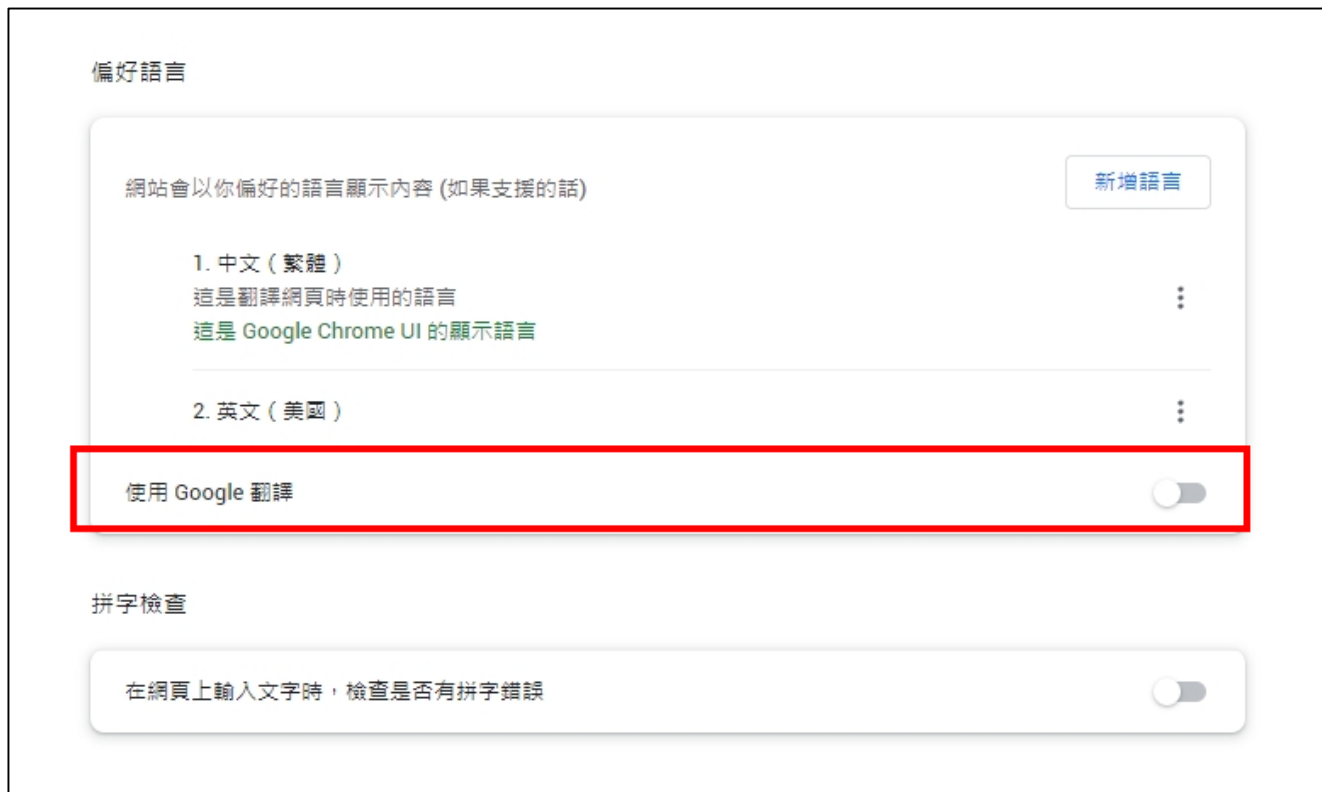 偏好語言
網站會以你偏好的語言顯示內容 (如果支援的話)
新增語言
1. 中文（繁體）
這是翻譯網頁時使用的語言
這是 Google Chrome UI 的顯示語言
2. 英文（美國）
使用 Google 翻譯
拼字檢查
在網頁上輸入文字時，檢查是否有拼字錯誤